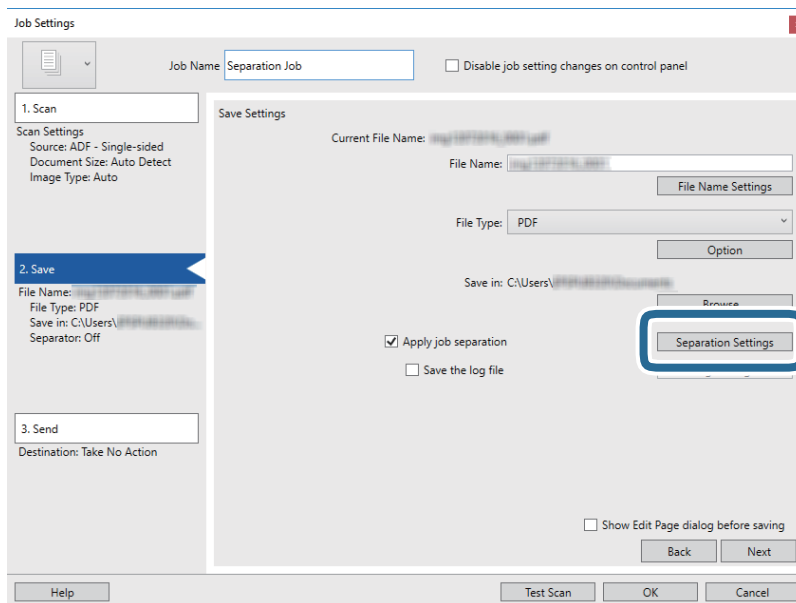 Job Settings
Job Name Separation Job Disable job setting changes on control panel
1. Scan
Scan Settings
Source: ADF - Single-sided
Document Size: Auto Detect
Image Type: Auto
2. Save
File Name:
File Type: PDF
Save in: C:\Users\
Separator: Off
3. Send
Destination: Take No Action
Save Settings
Current File Name:
File Name:
File Name Settings
File Type: PDF
Option
Save in: C:\Users\
Browse
Apply job separation Separation Settings
Save the log file
Show Edit Page dialog before saving
Back Next
Help Test Scan OK Cancel